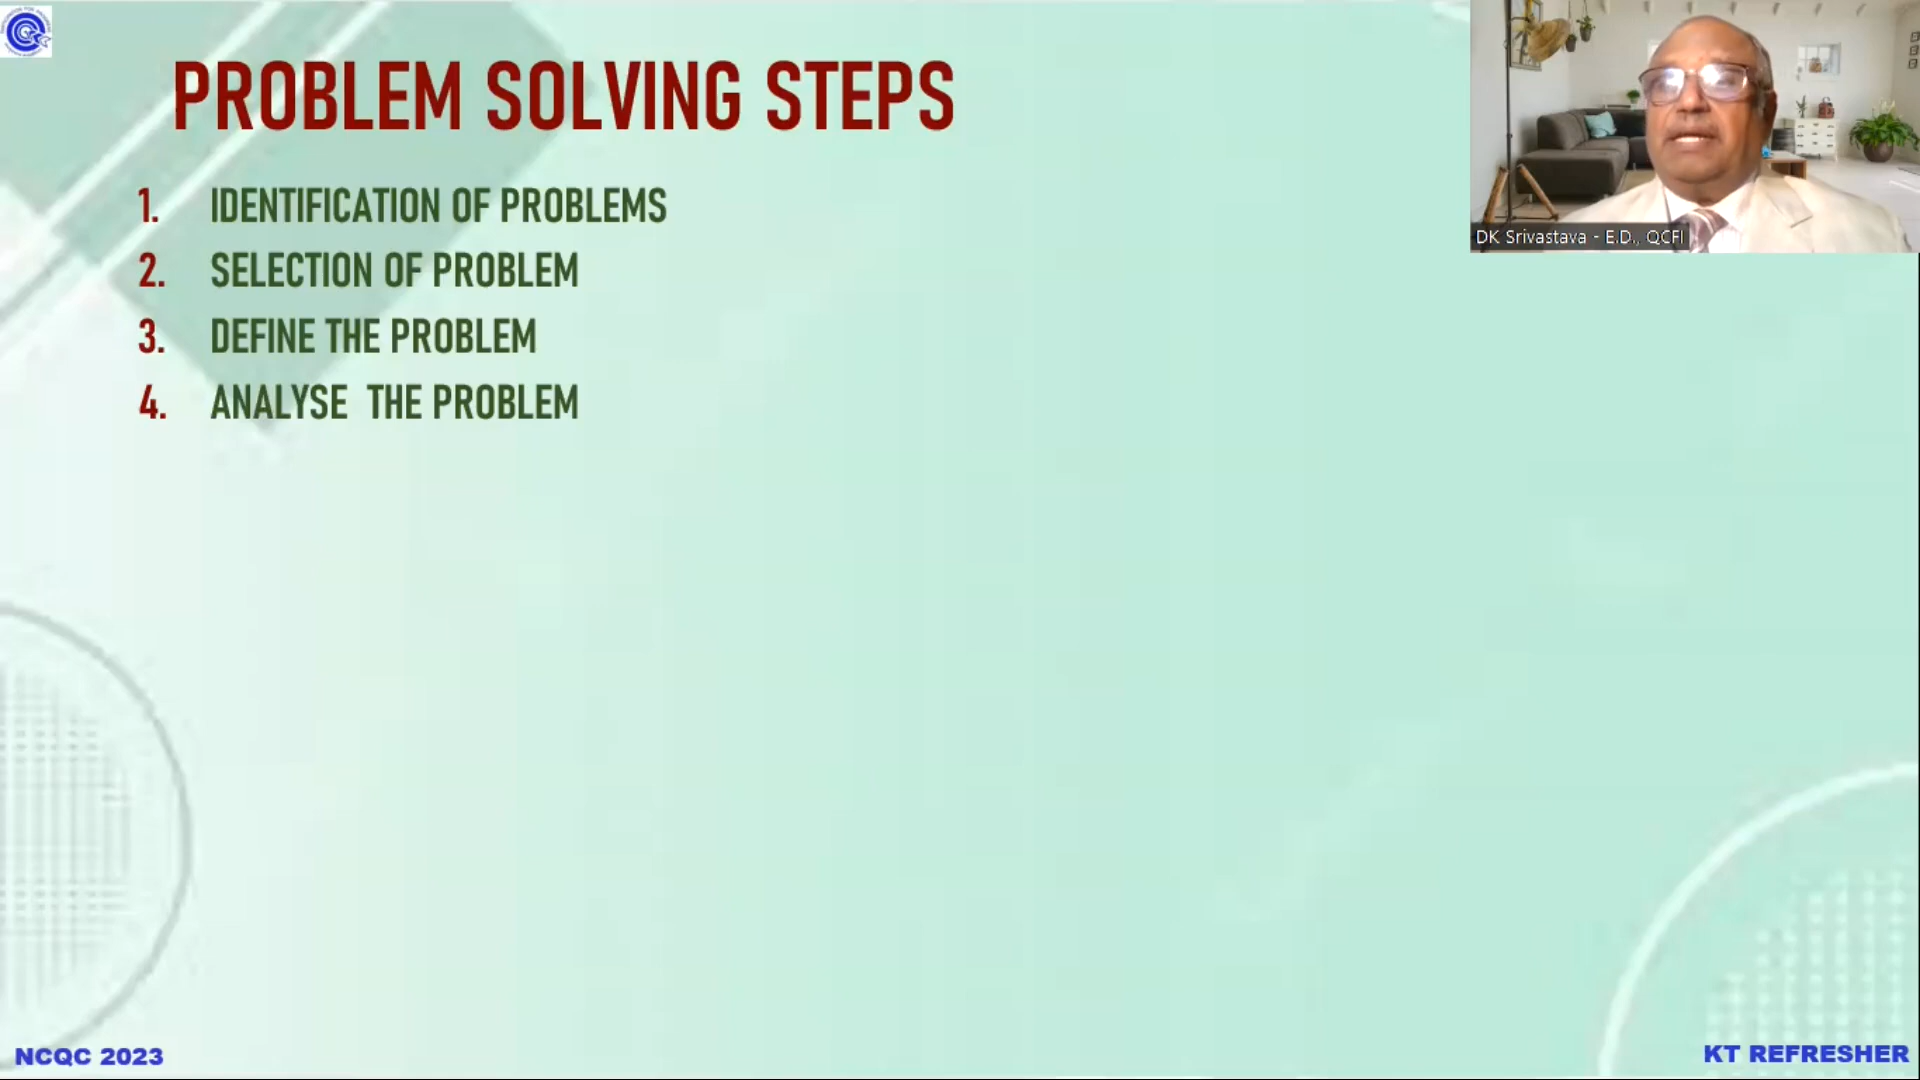 PROBLEM SOLVING STEPS
1. IDENTIFICATION OF PROBLEMS
2. SELECTION OF PROBLEM
3. DEFINE THE PROBLEM
4. ANALYSE THE PROBLEM
DK Srivastava - E.D., QCFI
NCQC 2023
KT REFRESHER